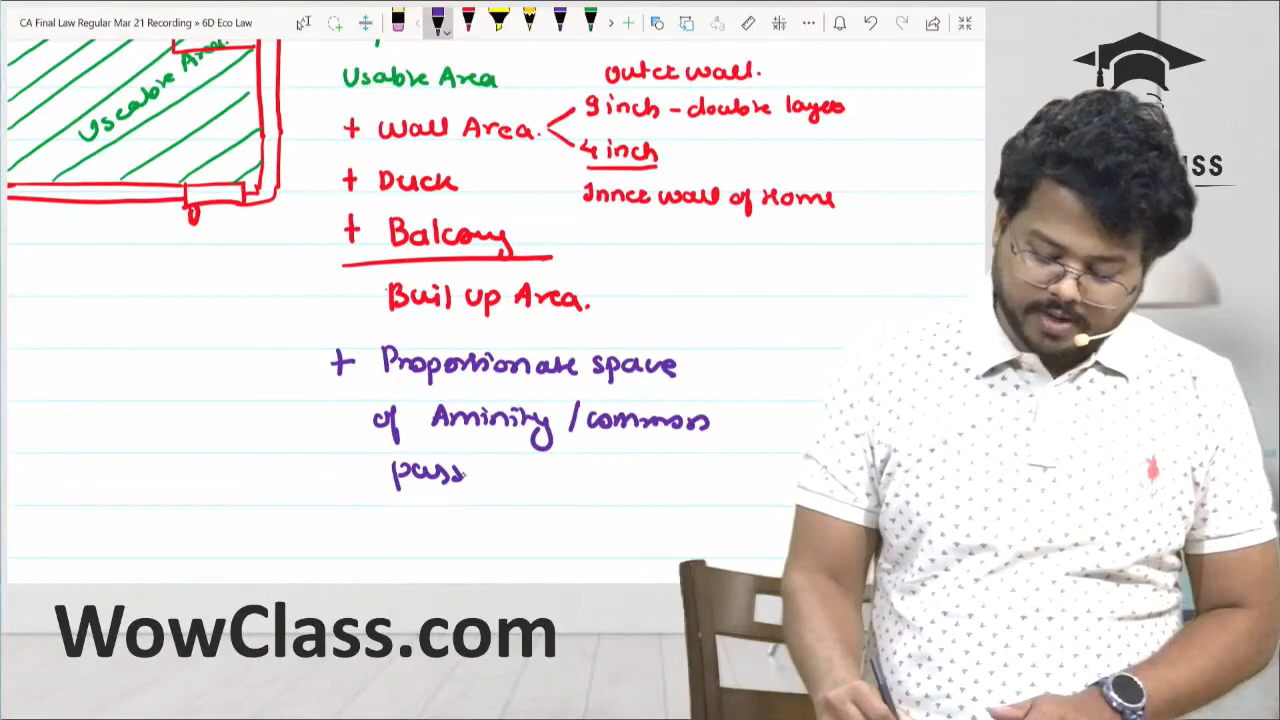 CA Final Law Regular Mar 21 Recording » 6D Eco Law
Useable Area.
Usable Area
+ Wall Area.
outer wall.
9 inch - double layer
4 inch
Inner wall of Home
+ Duck
+ Balcony
Buil up Area.
+ Proportionate space
of Aminity / common
pass
WowClass.com